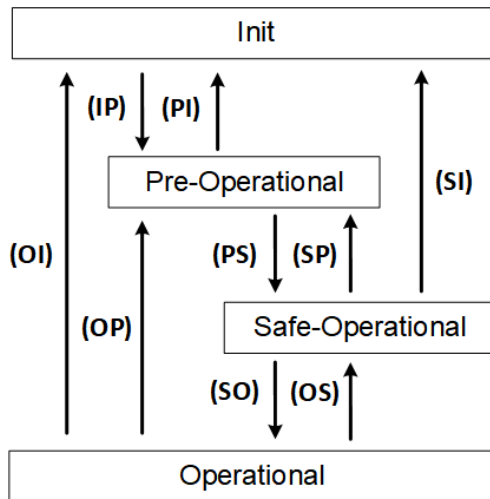 Init
(IP) (PI)
Pre-Operational
(SI)
(OI) (PS) (SP)
(OP)
Safe-Operational
(SO) (OS)
Operational